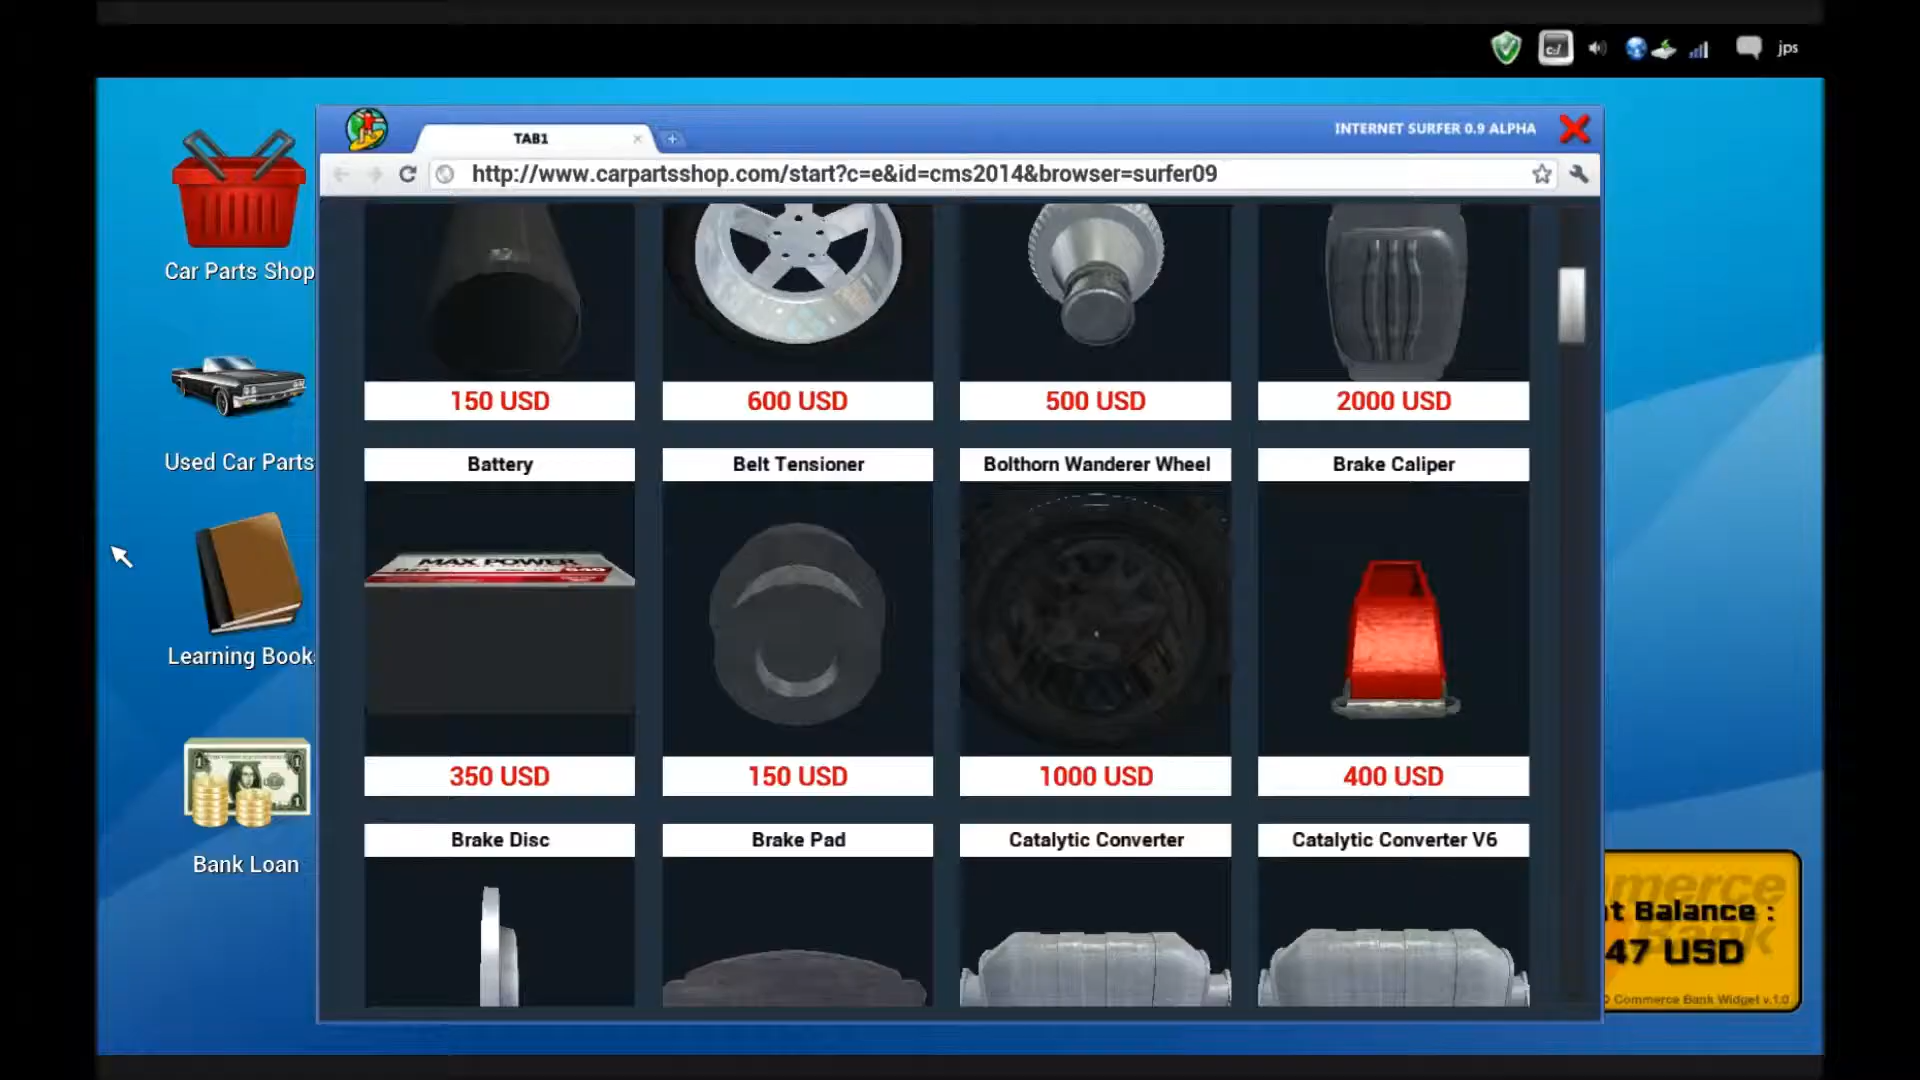 jps
TAB1
INTERNET SURFER 0.9 ALPHA
http://www.carpartsshop.com/start?c=e&id=cms2014&browser=surfer09
Car Parts Shop
Used Car Parts
Learning Book
Bank Loan
150 USD
600 USD
500 USD
2000 USD
Battery
Belt Tensioner
Bolthorn Wanderer Wheel
Brake Caliper
MAX POWER
350 USD
150 USD
1000 USD
400 USD
Brake Disc
Brake Pad
Catalytic Converter
Catalytic Converter V6
merce
Bank
t Balance :
47 USD
Commerce Bank Widget v.1.0